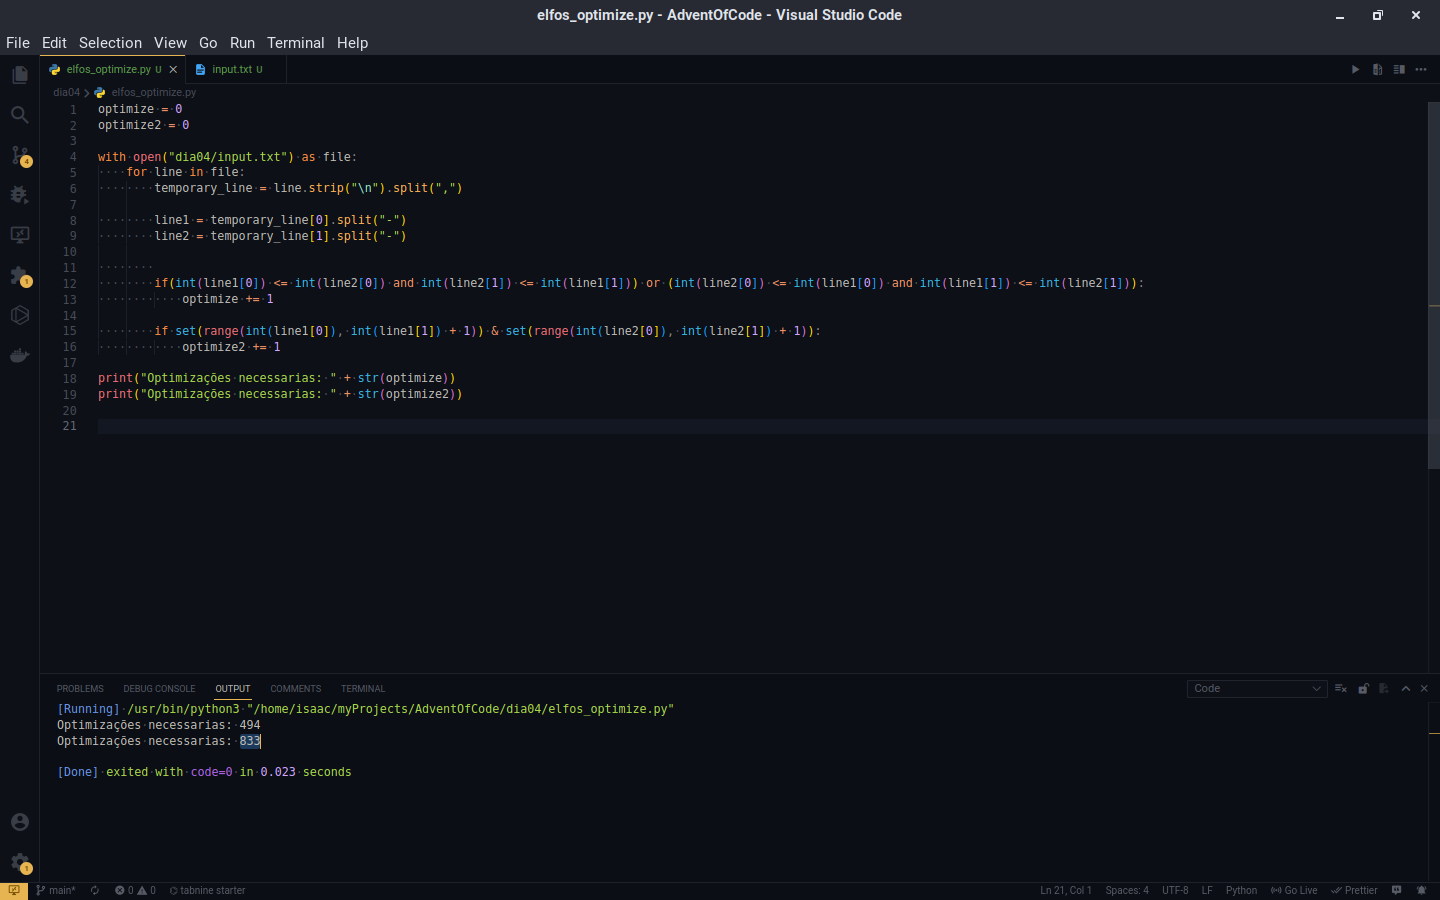 elfos_optimize.py - AdventOfCode - Visual Studio Code
File Edit Selection View Go Run Terminal Help
elfos_optimize.py U input.txt U
dia04 elfos_optimize.py
1 optimize = 0
2 optimize2 = 0
3
4 with open("dia04/input.txt") as file:
5 for line in file:
6 temporary_line = line.strip("\n").split(",")
7
8 line1 = temporary_line[0].split("-")
9 line2 = temporary_line[1].split("-")
10
11
12 if(int(line1[0]) <= int(line2[0]) and int(line2[1]) <= int(line1[1])) or (int(line2[0]) <= int(line1[0]) and int(line1[1]) <= int(line2[1])):
13 optimize += 1
14
15 if set(range(int(line1[0]), int(line1[1]) + 1)) & set(range(int(line2[0]), int(line2[1]) + 1)):
16 optimize2 += 1
17
18 print("Optimizações necessarias: " + str(optimize))
19 print("Optimizações necessarias: " + str(optimize2))
20
21
PROBLEMS DEBUG CONSOLE OUTPUT COMMENTS TERMINAL Code
[Running] /usr/bin/python3 "/home/isaac/myProjects/AdventOfCode/dia04/elfos_optimize.py"
Optimizações necessarias: 494
Optimizações necessarias: 833
[Done] exited with code=0 in 0.023 seconds
4
1
1
main* 0 0 tabnine starter Ln 21, Col 1 Spaces: 4 UTF-8 LF Python Go Live Prettier